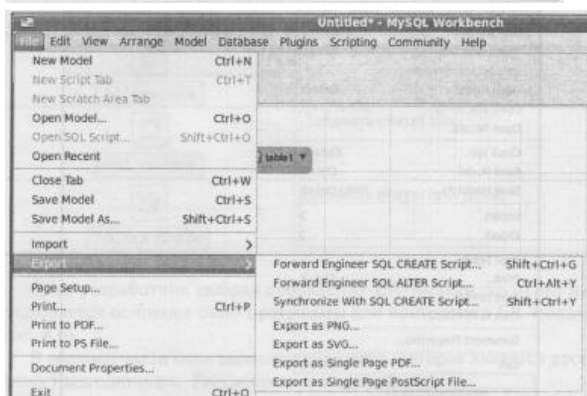 Untitled* - MySQL Workbench
File Edit View Arrange Model Database Plugins Scripting Community Help
New Model Ctrl+N
New Script Tab Ctrl+T
New Scratch Area Tab
Open Model... Ctrl+O
Open SQL Script... Shift+Ctrl+O
Open Recent
table1
Close Tab Ctrl+W
Save Model Ctrl+S
Save Model As... Shift+Ctrl+S
Import
Export
Forward Engineer SQL CREATE Script... Shift+Ctrl+G
Forward Engineer SQL ALTER Script... Ctrl+Alt+Y
Synchronize With SQL CREATE Script... Shift+Ctrl+Y
Export as PNG...
Export as SVG...
Export as Single Page PDF...
Export as Single Page PostScript File...
Page Setup...
Print... Ctrl+P
Print to PDF...
Print to PS File...
Document Properties...
Exit Ctrl+Q